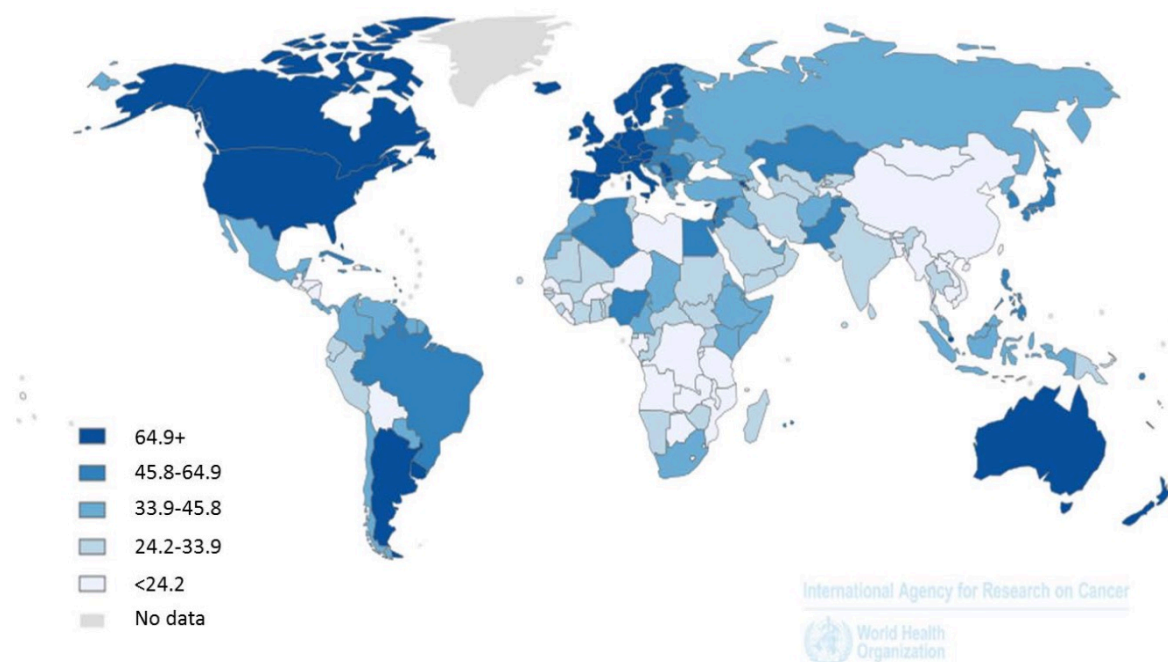 64.9+
45.8-64.9
33.9-45.8
24.2-33.9
<24.2
No data
International Agency for Research on Cancer
World Health
Organization